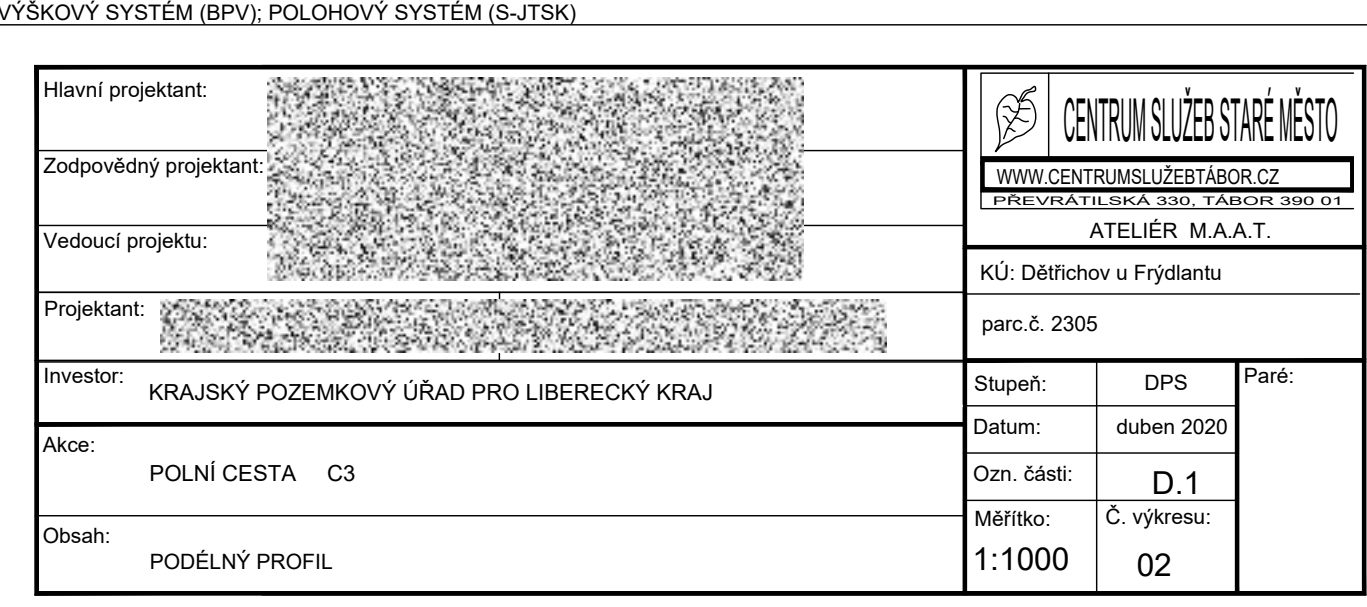 VÝŠKOVÝ SYSTÉM (BPV); POLOHOVÝ SYSTÉM (S-JTSK)
Hlavní projektant:
Zodpovědný projektant:
Vedoucí projektu:
Projektant:
Investor:
KRAJSKÝ POZEMKOVÝ ÚŘAD PRO LIBERECKÝ KRAJ
Akce:
POLNÍ CESTA C3
Obsah:
PODÉLNÝ PROFIL
CENTRUM SLUŽEB STARÉ MĚSTO
WWW.CENTRUMSLUŽEBTÁBOR.CZ
PŘEVRÁTILSKÁ 330, TÁBOR 390 01
ATELIÉR M.A.A.T.
KÚ: Dětřichov u Frýdlantu
parc.č. 2305
Stupeň: DPS
Paré:
Datum: duben 2020
Ozn. části: D.1
Měřítko: Č. výkresu:
1:1000 02